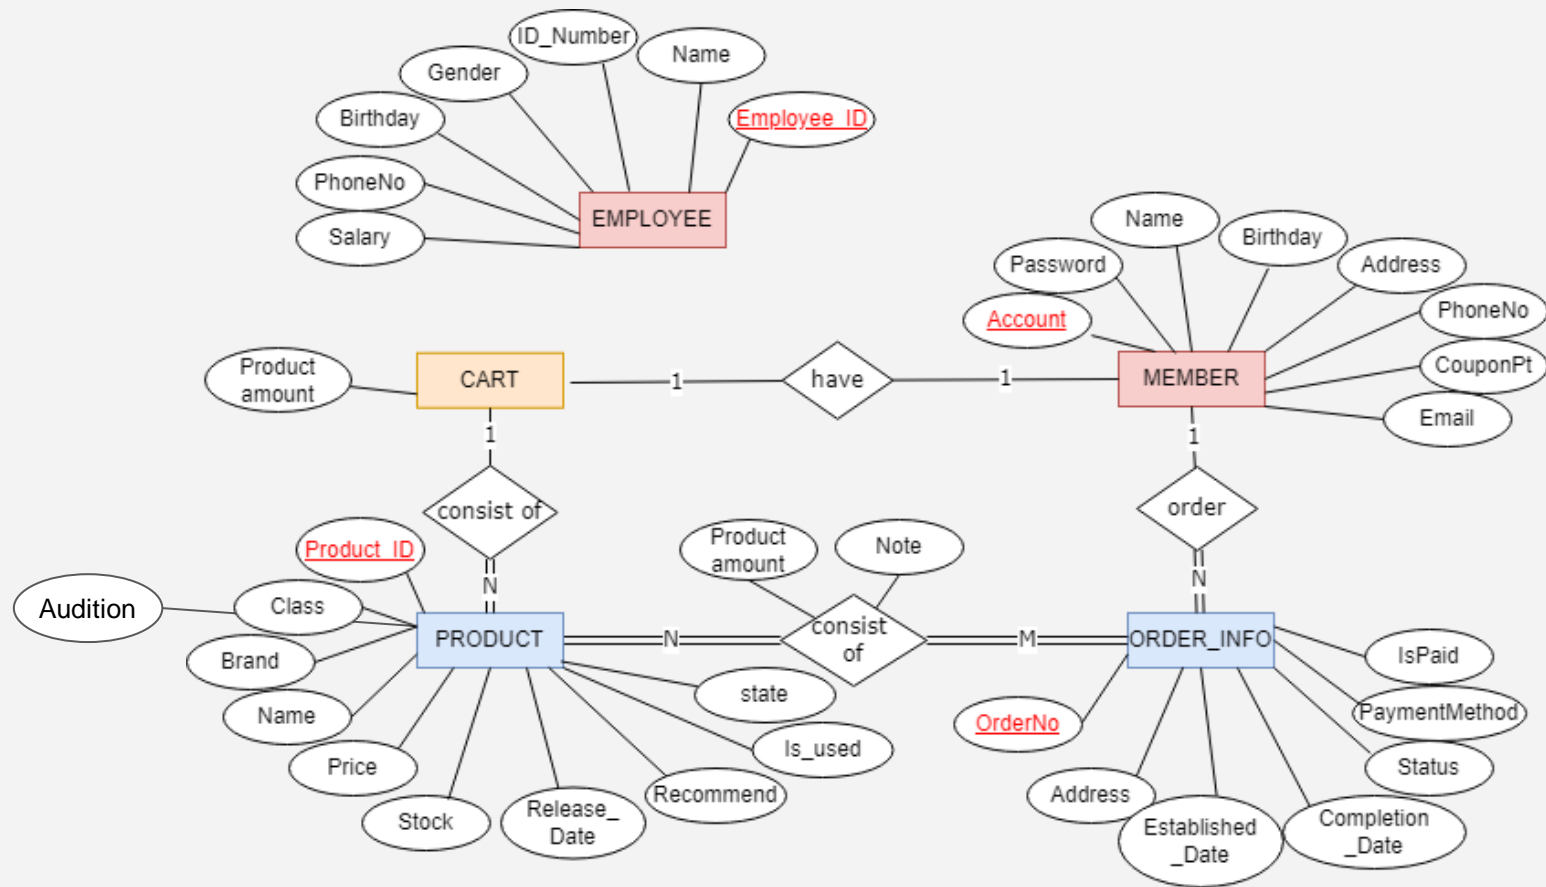 ID_Number
Name
Gender
Employee_ID
Birthday
PhoneNo
Salary
EMPLOYEE
Name
Birthday
Password
Address
Account
PhoneNo
CouponPt
Email
MEMBER
Product
amount
CART
1
have
1
1
consist of
N
1
order
N
Product_ID
Audition
Class
Brand
Name
Price
Stock
Release_
Date
Recommend
Is_used
state
PRODUCT
Product
amount
Note
N
consist
of
M
ORDER_INFO
OrderNo
Address
Established
_Date
Completion
_Date
Status
PaymentMethod
IsPaid